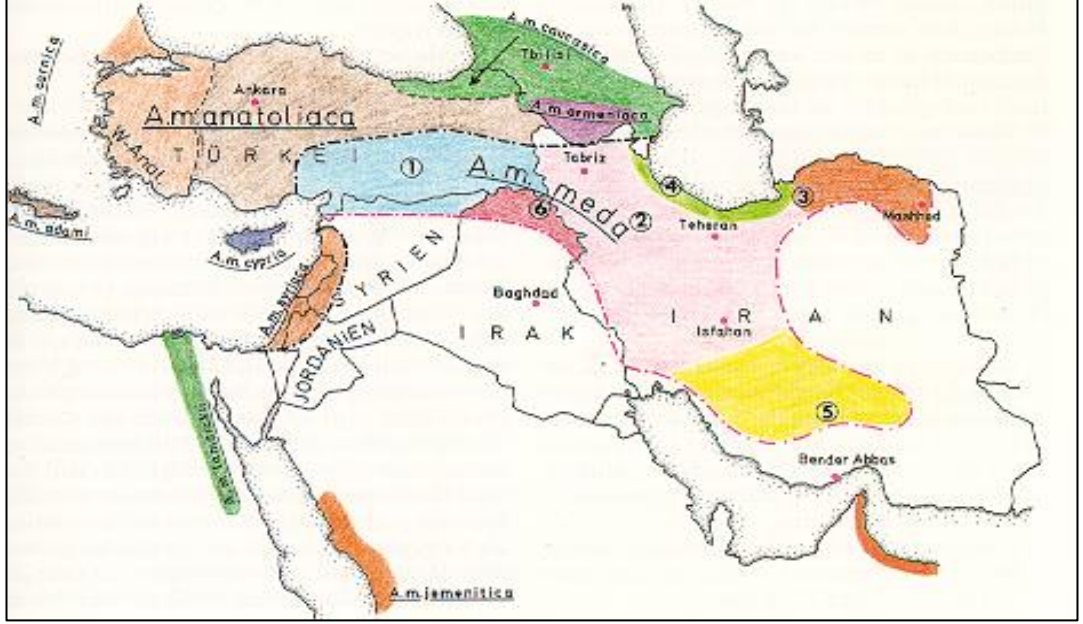 A.m. carnica
A.m.caucasica
Tbilisi
Ankara
A.m.anatoliaca
A.m.armeniaca
W-Anal.
TÜRKEI
①
A.m. meda
Tabriz
④
③
Mashhad
②
Teheran
⑥
A.m. adami
A.m.cypria
A.m.syriaca
SYRIEN
Baghdad
IRAK
IRAN
Isfahan
JORDANIEN
⑤
A.m. lamarckii
Bender Abbas
A.m.jemenitica